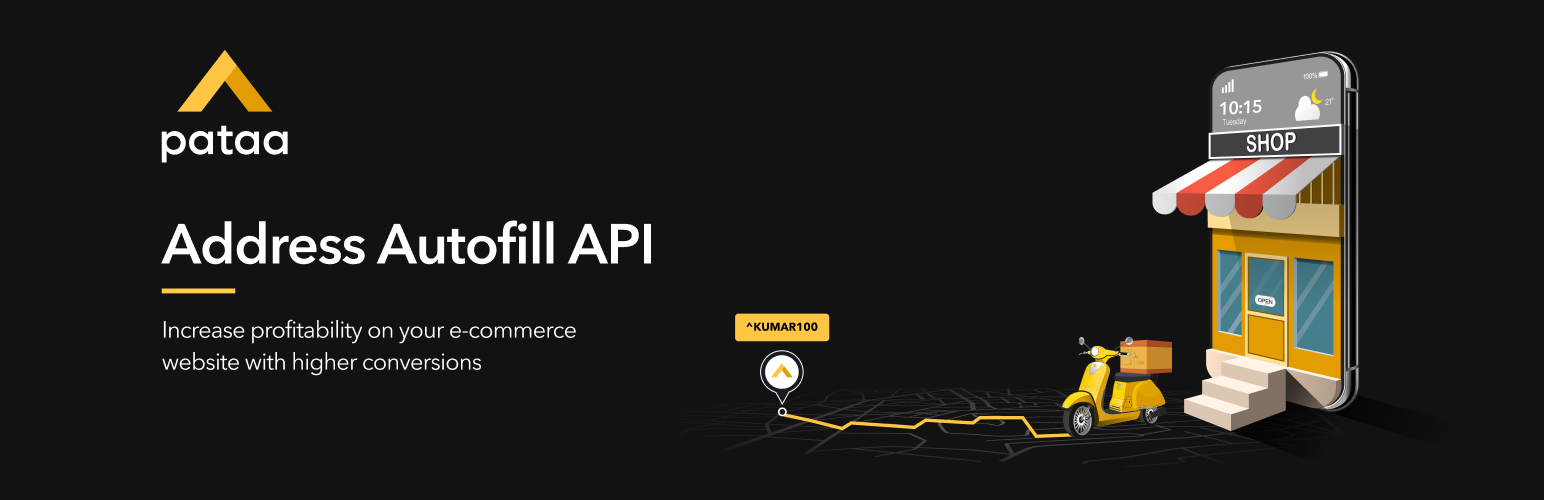 pataa
Address Autofill API
Increase profitability on your e-commerce
website with higher conversions
^KUMAR100
100%
10:15
Tuesday
21°
SHOP
OPEN